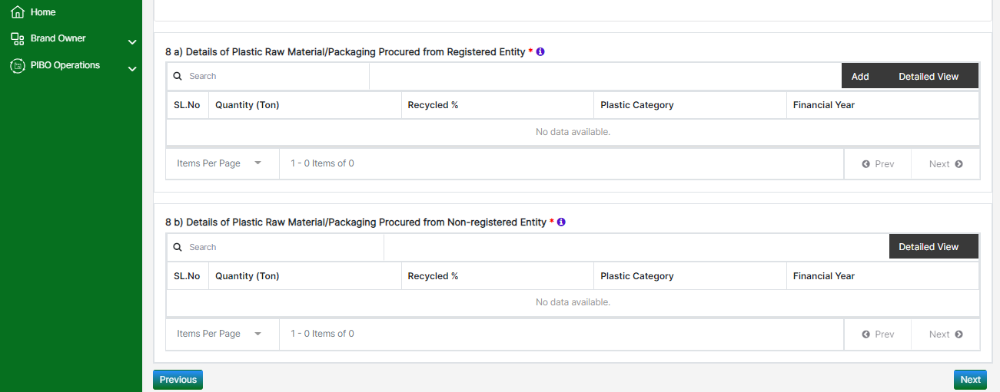 Home
Brand Owner
PIBO Operations
8 a) Details of Plastic Raw Material/Packaging Procured from Registered Entity *
Search
Add Detailed View
SL.No Quantity (Ton) Recycled % Plastic Category Financial Year
No data available.
Items Per Page 1 - 0 Items of 0 Prev Next
8 b) Details of Plastic Raw Material/Packaging Procured from Non-registered Entity *
Search
Detailed View
SL.No Quantity (Ton) Recycled % Plastic Category Financial Year
No data available.
Items Per Page 1 - 0 Items of 0 Prev Next
Previous Next